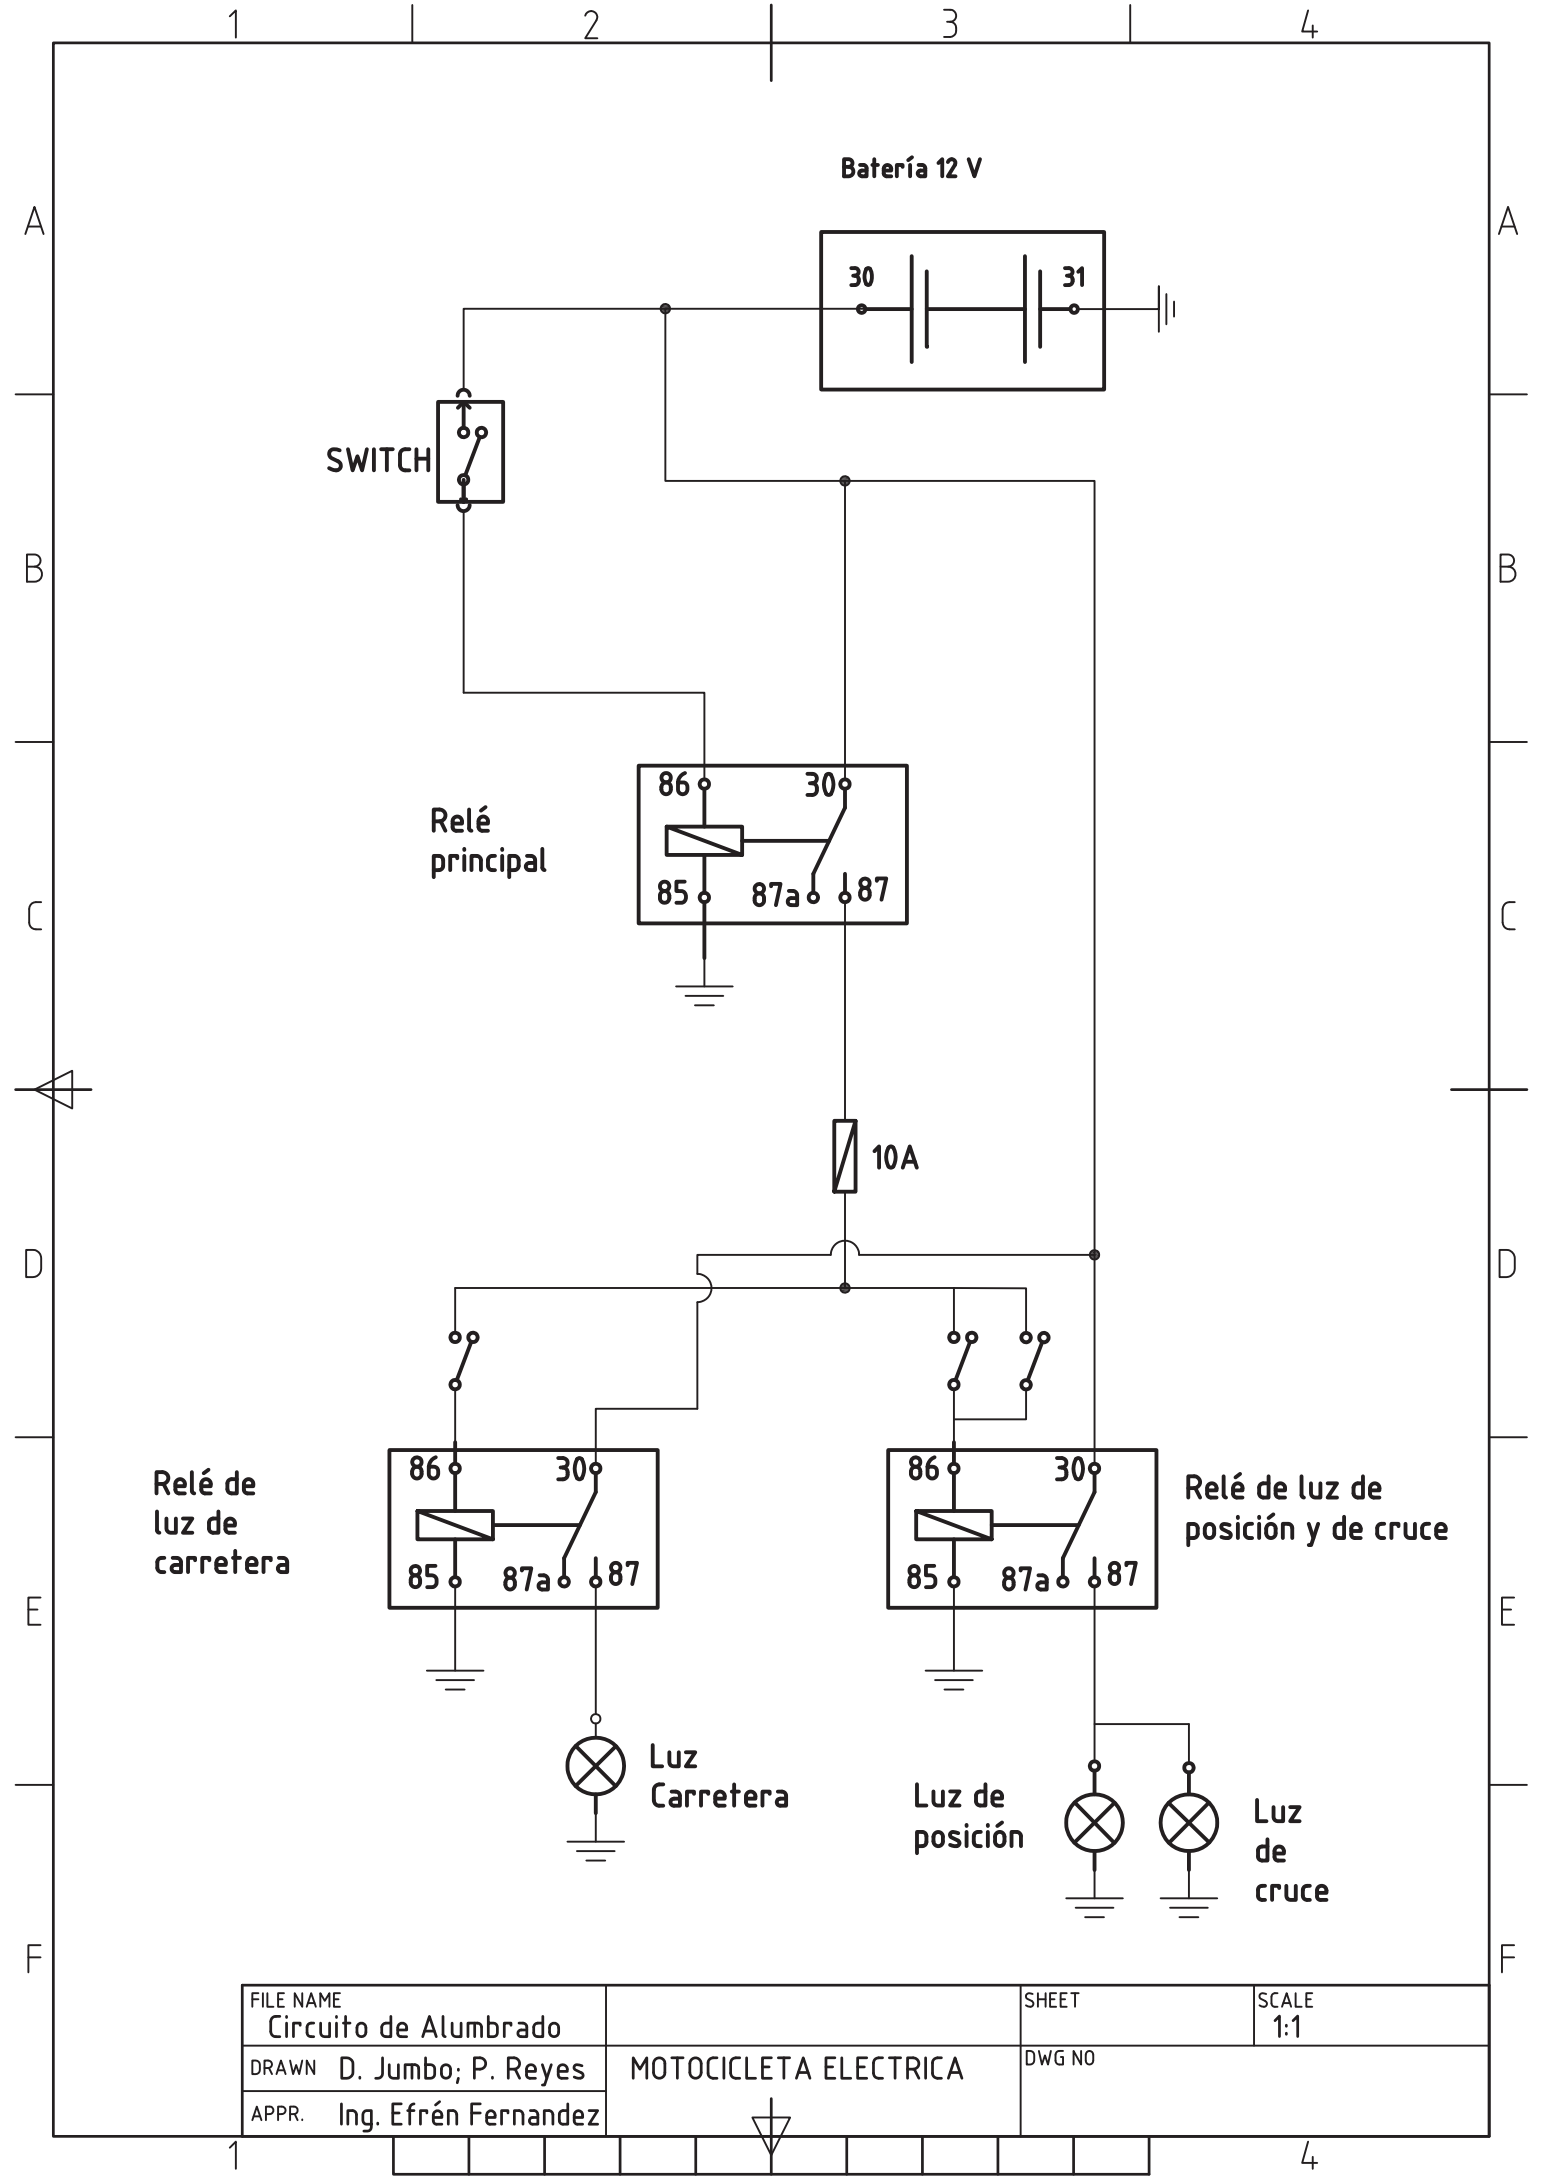 1 2 3 4
Batería 12 V
A A
30 31
SWITCH
B B
86 30
Relé
principal
85 87a 87
C C
10A
D D
86 30
Relé de
luz de
carretera
85 87a 87
86 30
Relé de luz de
posición y de cruce
85 87a 87
E E
Luz
Carretera
Luz de
posición
Luz
de
cruce
F F
FILE NAME
Circuito de Alumbrado
SHEET
SCALE
1:1
DRAWN D. Jumbo; P. Reyes
MOTOCICLETA ELECTRICA
DWG NO
APPR. Ing. Efrén Fernandez
1 4